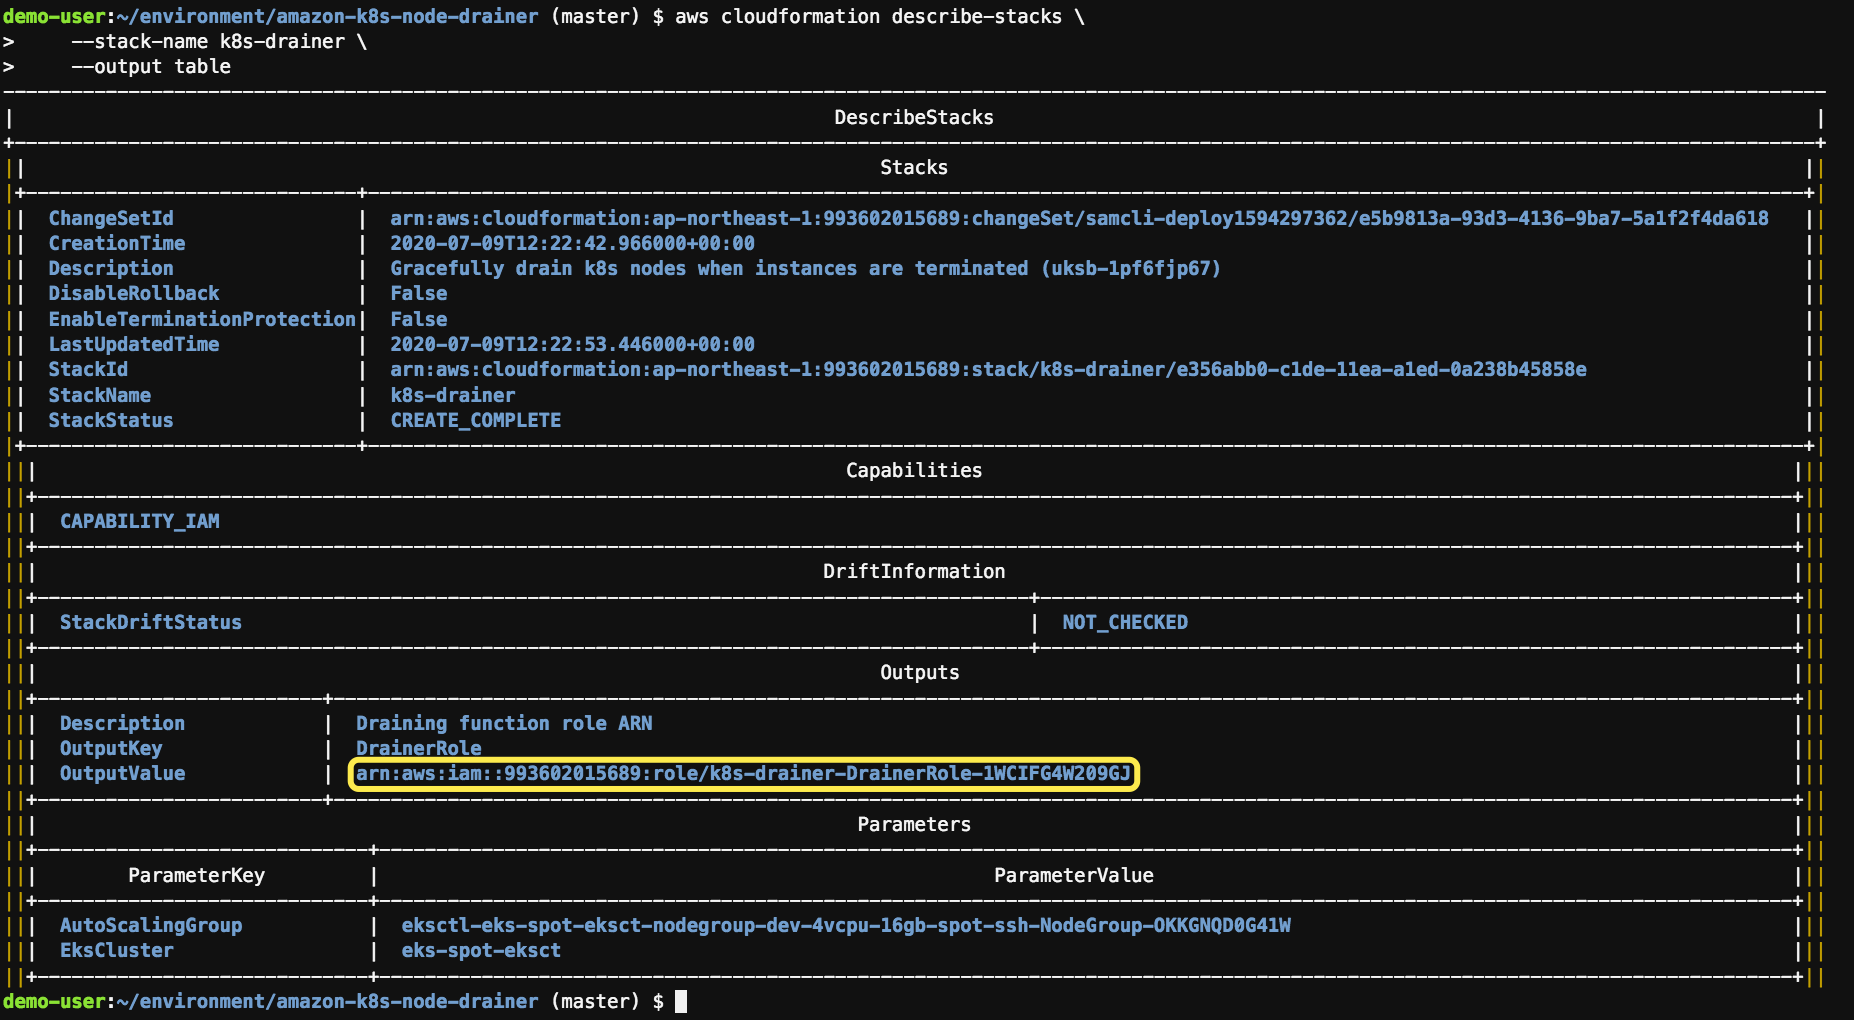 demo-user:~/environment/amazon-k8s-node-drainer (master) $ aws cloudformation describe-stacks \
> --stack-name k8s-drainer \
> --output table
DescribeStacks
Stacks
ChangeSetId | arn:aws:cloudformation:ap-northeast-1:993602015689:changeSet/samcli-deploy1594297362/e5b9813a-93d3-4136-9ba7-5a1f2f4da618
CreationTime | 2020-07-09T12:22:42.966000+00:00
Description | Gracefully drain k8s nodes when instances are terminated (uksb-1pf6fjp67)
DisableRollback | False
EnableTerminationProtection | False
LastUpdatedTime | 2020-07-09T12:22:53.446000+00:00
StackId | arn:aws:cloudformation:ap-northeast-1:993602015689:stack/k8s-drainer/e356abb0-c1de-11ea-a1ed-0a238b45858e
StackName | k8s-drainer
StackStatus | CREATE_COMPLETE
Capabilities
CAPABILITY_IAM
DriftInformation
StackDriftStatus | NOT_CHECKED
Outputs
Description | Draining function role ARN
OutputKey | DrainerRole
OutputValue | arn:aws:iam::993602015689:role/k8s-drainer-DrainerRole-1WCIFG4W209GJ
Parameters
ParameterKey | ParameterValue
AutoScalingGroup | eksctl-eks-spot-eksct-nodegroup-dev-4vcpu-16gb-spot-ssh-NodeGroup-OKKGNQD0G41W
EksCluster | eks-spot-eksct
demo-user:~/environment/amazon-k8s-node-drainer (master) $